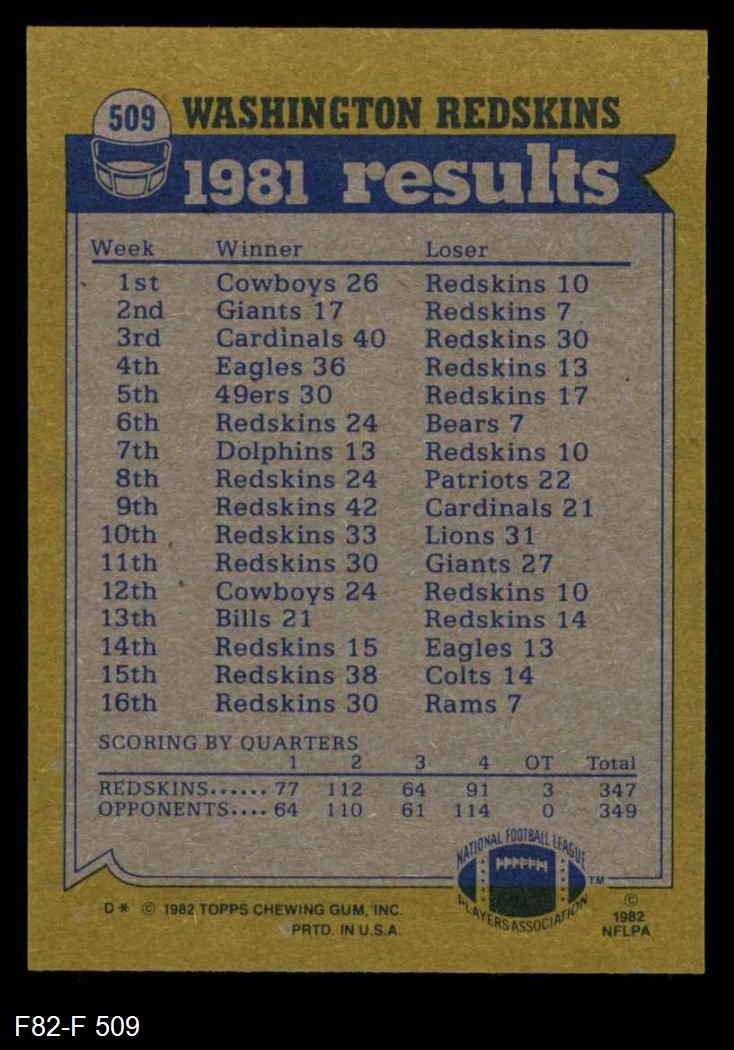 509 WASHINGTON REDSKINS
1981 results
Week Winner Loser
1st Cowboys 26 Redskins 10
2nd Giants 17 Redskins 7
3rd Cardinals 40 Redskins 30
4th Eagles 36 Redskins 13
5th 49ers 30 Redskins 17
6th Redskins 24 Bears 7
7th Dolphins 13 Redskins 10
8th Redskins 24 Patriots 22
9th Redskins 42 Cardinals 21
10th Redskins 33 Lions 31
11th Redskins 30 Giants 27
12th Cowboys 24 Redskins 10
13th Bills 21 Redskins 14
14th Redskins 15 Eagles 13
15th Redskins 38 Colts 14
16th Redskins 30 Rams 7
SCORING BY QUARTERS
1 2 3 4 OT Total
REDSKINS...... 77 112 64 91 3 347
OPPONENTS.... 64 110 61 114 0 349
NATIONAL FOOTBALL LEAGUE
PLAYERS ASSOCIATION
TM
D* © 1982 TOPPS CHEWING GUM, INC.
PRTD. IN U.S.A.
©
1982
NFLPA
F82-F 509